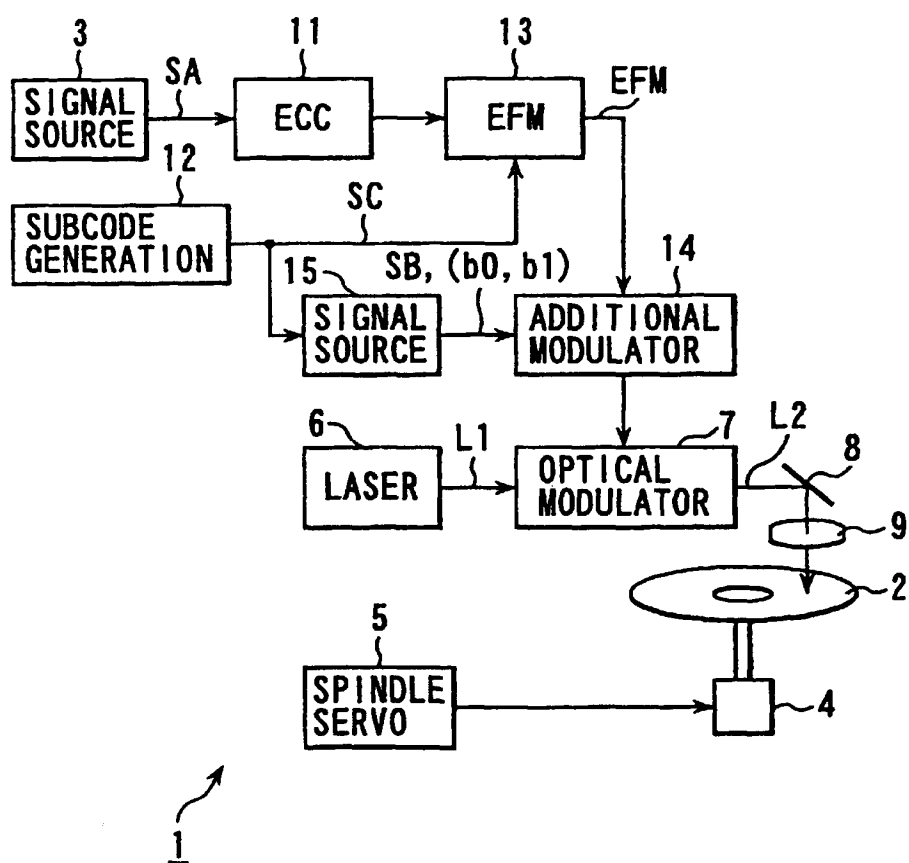 3
11
13
SA
EFM
SIGNAL
SOURCE
ECC
EFM
12
SC
SUBCODE
GENERATION
SB, (b0, b1)
14
15
SIGNAL
SOURCE
ADDITIONAL
MODULATOR
6
L1
7
L2
8
LASER
OPTICAL
MODULATOR
9
2
5
SPINDLE
SERVO
4
1